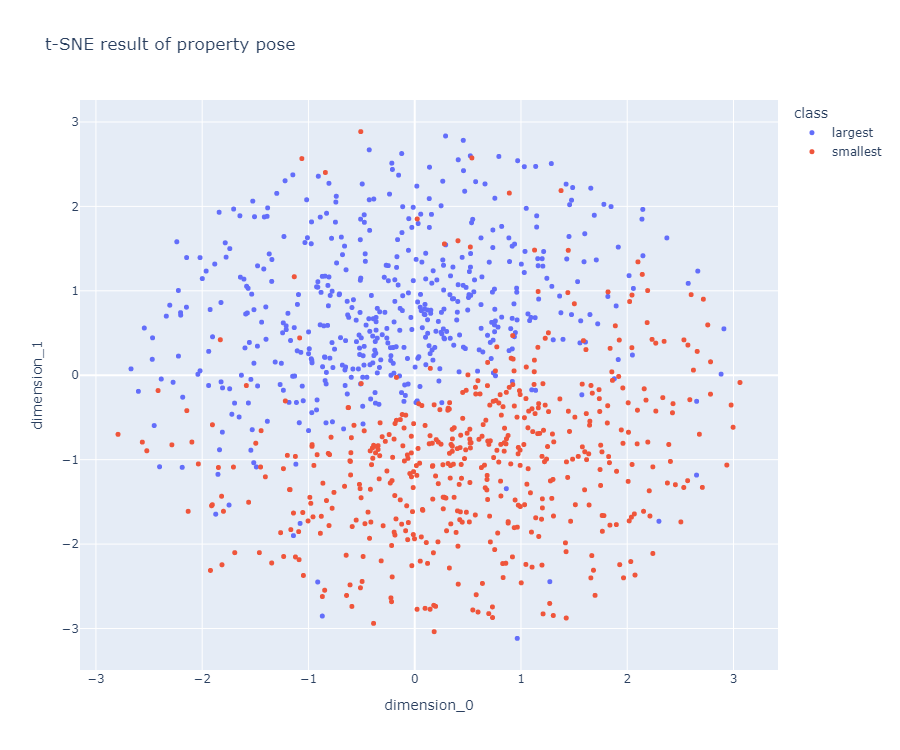 t-SNE result of property pose
class
largest
smallest
3
2
1
0
−1
−2
−3
dimension_1
−3
−2
−1
0
1
2
3
dimension_0